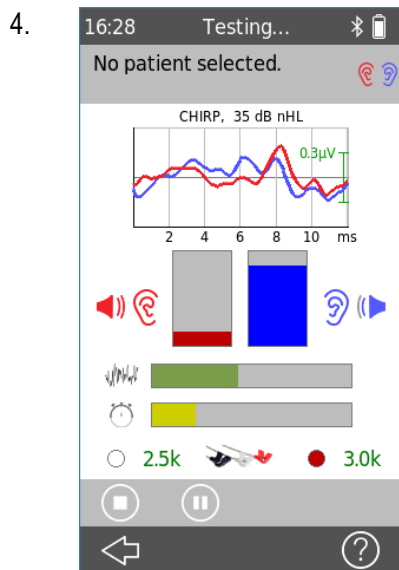 4.
16:28 Testing...
No patient selected.
CHIRP, 35 dB nHL
0.3µV
2 4 6 8 10 ms
2.5k 3.0k
?